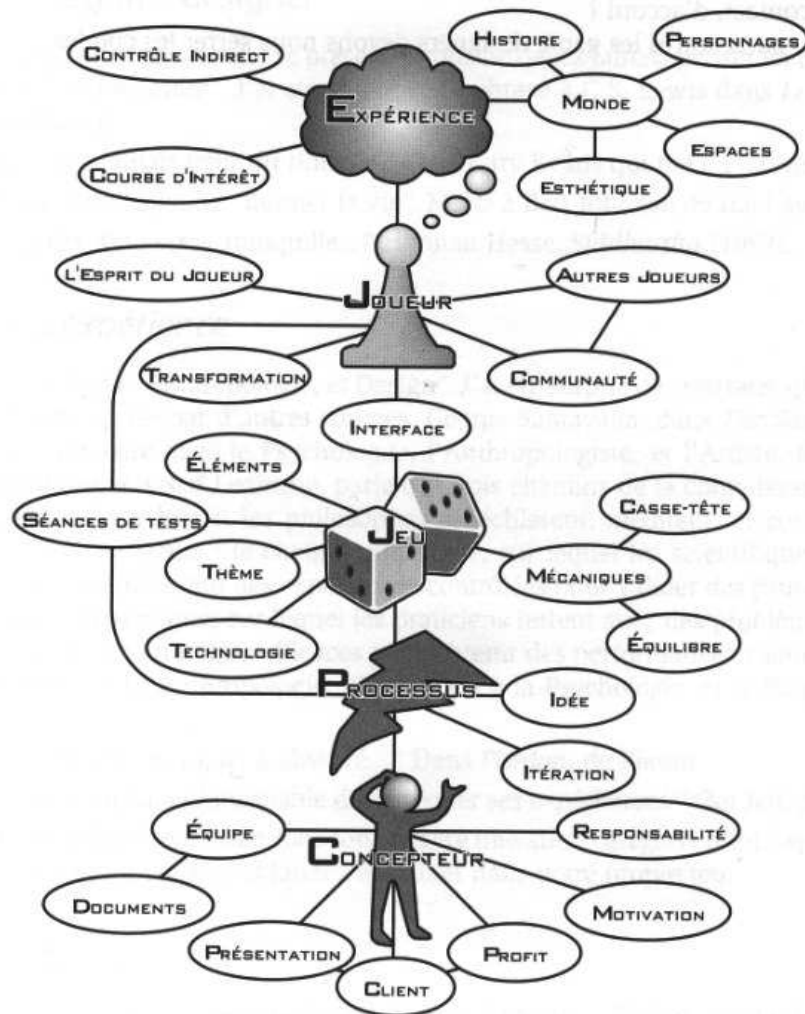 HISTOIRE
PERSONNAGES
CONTRÔLE INDIRECT
MONDE
EXPÉRIENCE
ESPACES
COURSE D'INTÉRÊT
ESTHÉTIQUE
L'ESPRIT DU JOUEUR
AUTRES JOUEURS
JOUEUR
TRANSFORMATION
COMMUNAUTÉ
INTERFACE
ÉLÉMENTS
CASSE-TÊTE
SÉANCES DE TESTS
JEU
THÈME
MÉCANIQUES
TECHNOLOGIE
ÉQUILIBRE
PROCESSUS
IDÉE
ITÉRATION
ÉQUIPE
RESPONSABILITÉ
CONCEPTEUR
DOCUMENTS
MOTIVATION
PRÉSENTATION
PROFIT
CLIENT